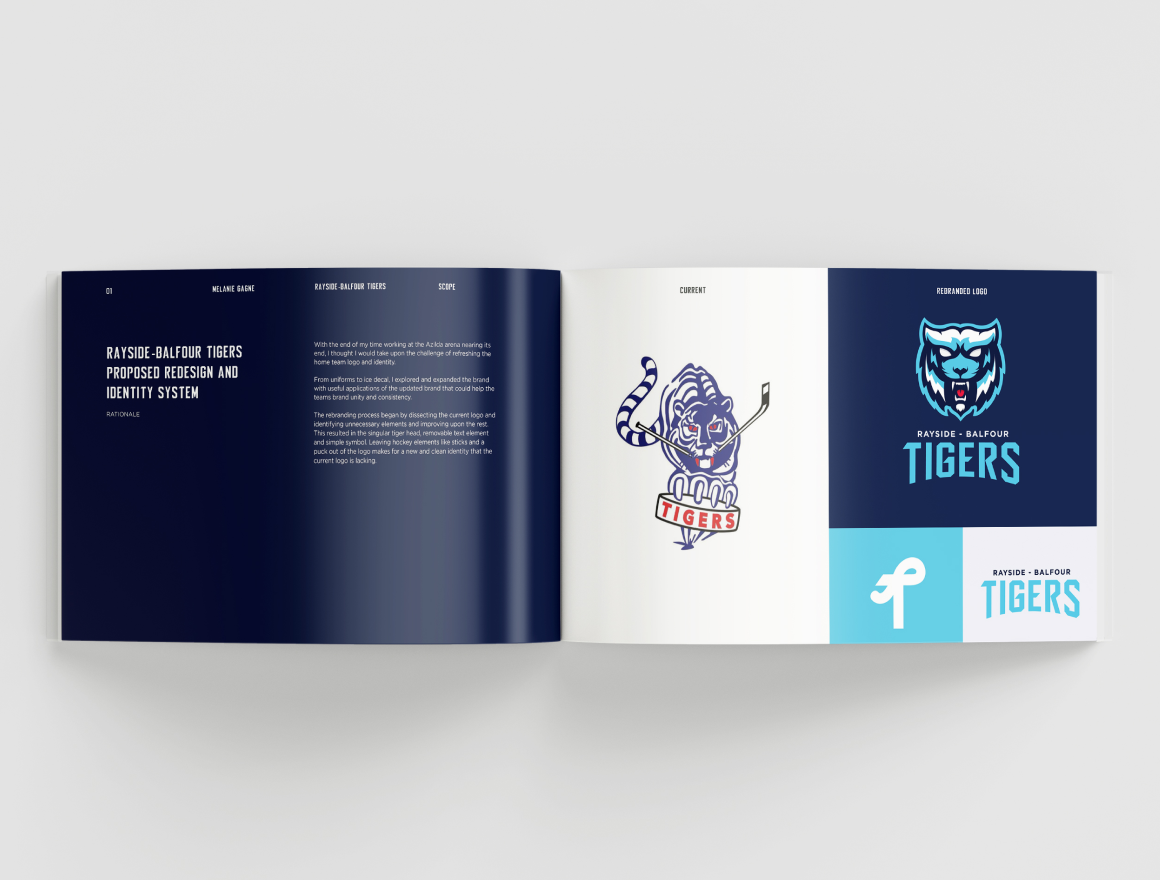 01
MELANIE GAGNE
RAYSIDE-BALFOUR TIGERS
SCOPE
RAYSIDE-BALFOUR TIGERS
PROPOSED REDESIGN AND
IDENTITY SYSTEM
RATIONALE
With the end of my time working at the Azilda arena nearing its
end, I thought I would take upon the challenge of refreshing the
home team logo and identity.
From uniforms to ice decal, I explored and expanded the brand
with useful applications of the updated brand that could help the
teams brand unity and consistency.
The rebranding process began by dissecting the current logo and
identifying unnecessary elements and improving upon the rest.
This resulted in the singular tiger head, removable text element
and simple symbol. Leaving hockey elements like sticks and a
puck out of the logo makes for a new and clean identity that the
current logo is lacking.
CURRENT
TIGERS
REBRANDED LOGO
RAYSIDE - BALFOUR
TIGERS
RAYSIDE - BALFOUR
TIGERS